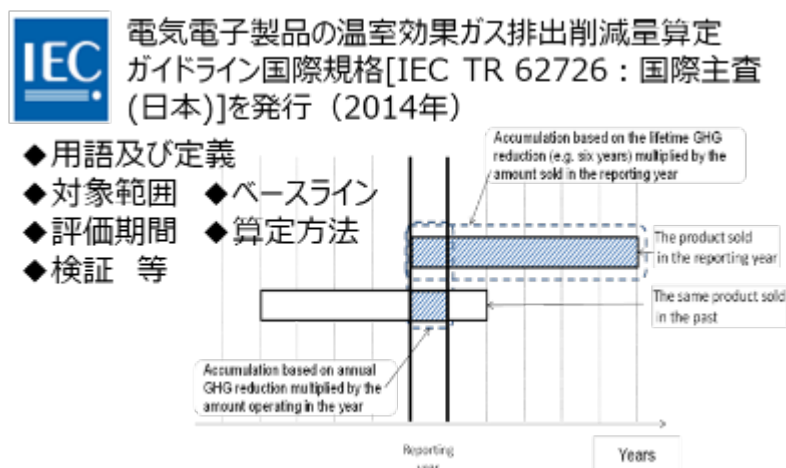 IEC
電気電子製品の温室効果ガス排出削減量算定
ガイドライン国際規格[IEC TR 62726：国際主査
(日本)]を発行（2014年）
◆用語及び定義
◆対象範囲 ◆ベースライン
◆評価期間 ◆算定方法
◆検証 等
Accumulation based on the lifetime GHG
reduction (e.g. six years) multiplied by the
amount sold in the reporting year
The product sold
in the reporting year
The same product sold
in the past
Accumulation based on annual
GHG reduction multiplied by the
amount operating in the year
Reporting
year
Years